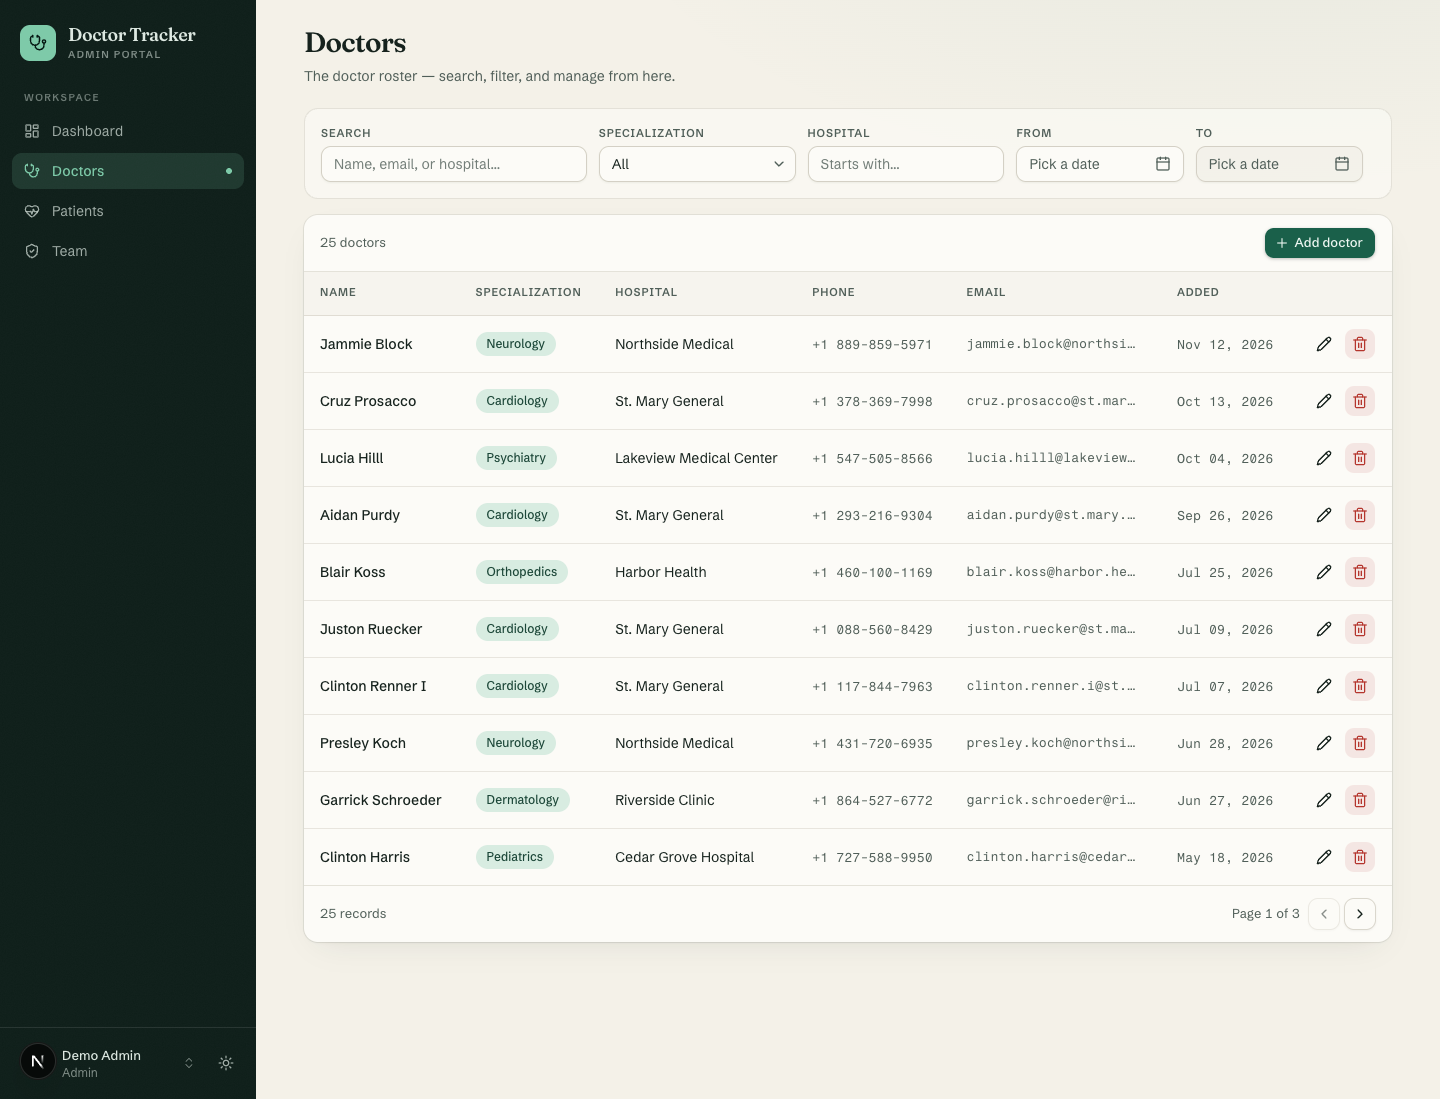 Doctor Tracker
ADMIN PORTAL
WORKSPACE
Dashboard
Doctors
Patients
Team
Demo Admin
Admin
N
Doctors
The doctor roster — search, filter, and manage from here.
SEARCH SPECIALIZATION HOSPITAL FROM TO
Name, email, or hospital... All Starts with... Pick a date Pick a date
25 doctors + Add doctor
NAME SPECIALIZATION HOSPITAL PHONE EMAIL ADDED
Jammie Block Neurology Northside Medical +1 889-859-5971 jammie.block@northsi… Nov 12, 2026
Cruz Prosacco Cardiology St. Mary General +1 378-369-7998 cruz.prosacco@st.mar… Oct 13, 2026
Lucia Hilll Psychiatry Lakeview Medical Center +1 547-505-8566 lucia.hilll@lakeview… Oct 04, 2026
Aidan Purdy Cardiology St. Mary General +1 293-216-9304 aidan.purdy@st.mary.… Sep 26, 2026
Blair Koss Orthopedics Harbor Health +1 460-100-1169 blair.koss@harbor.he… Jul 25, 2026
Juston Ruecker Cardiology St. Mary General +1 088-560-8429 juston.ruecker@st.ma… Jul 09, 2026
Clinton Renner I Cardiology St. Mary General +1 117-844-7963 clinton.renner.i@st.… Jul 07, 2026
Presley Koch Neurology Northside Medical +1 431-720-6935 presley.koch@northsi… Jun 28, 2026
Garrick Schroeder Dermatology Riverside Clinic +1 864-527-6772 garrick.schroeder@ri… Jun 27, 2026
Clinton Harris Pediatrics Cedar Grove Hospital +1 727-588-9950 clinton.harris@cedar… May 18, 2026
25 records Page 1 of 3